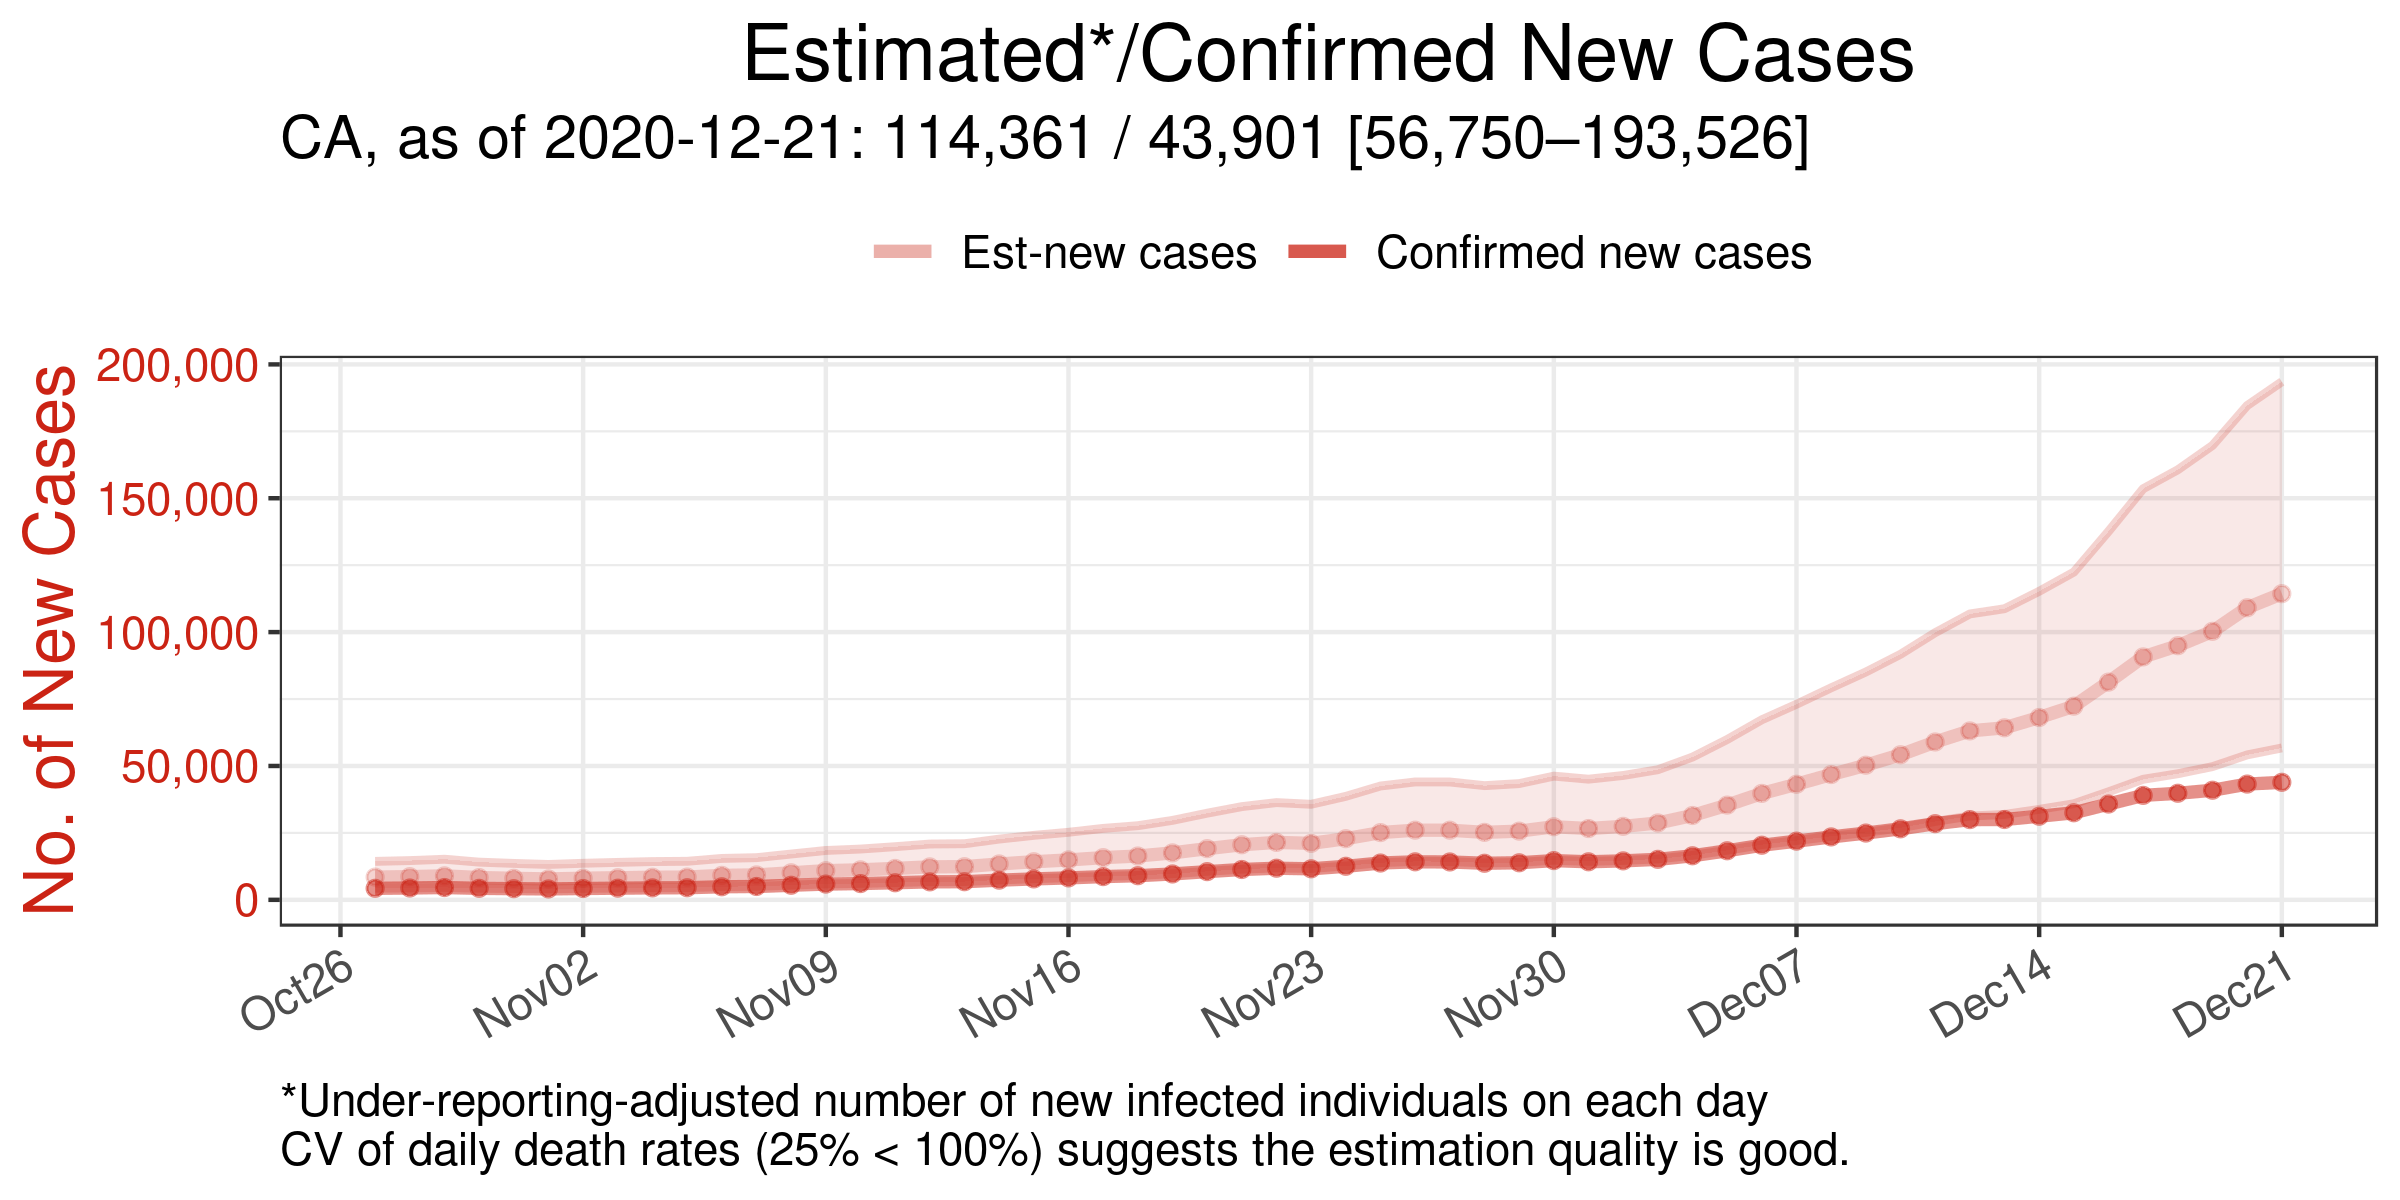 Estimated*/Confirmed New Cases
CA, as of 2020-12-21: 114,361 / 43,901 [56,750–193,526]
Est-new cases Confirmed new cases
No. of New Cases
200,000
150,000
100,000
50,000
0
Oct26 Nov02 Nov09 Nov16 Nov23 Nov30 Dec07 Dec14 Dec21
*Under-reporting-adjusted number of new infected individuals on each day
CV of daily death rates (25% < 100%) suggests the estimation quality is good.